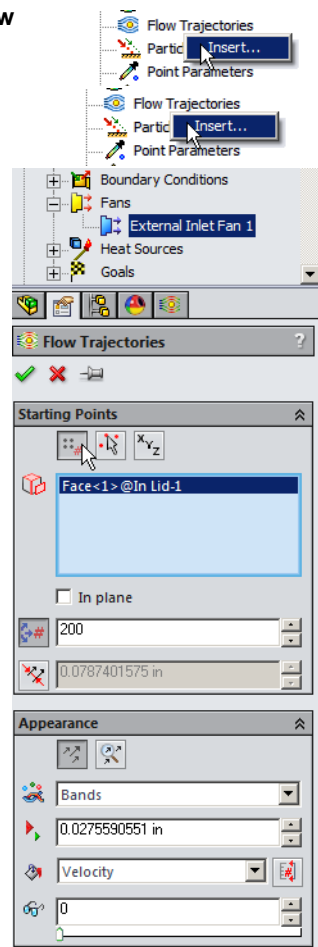 w
Flow Trajectories
Partic Insert...
Point Parameters
Flow Trajectories
Partic Insert...
Point Parameters
Boundary Conditions
Fans
External Inlet Fan 1
Heat Sources
Goals
Flow Trajectories ?
Starting Points
# X Y Z
Face<1>@In Lid-1
In plane
# 200
0.0787401575 in
Appearance
Bands
0.0275590551 in
Velocity
0